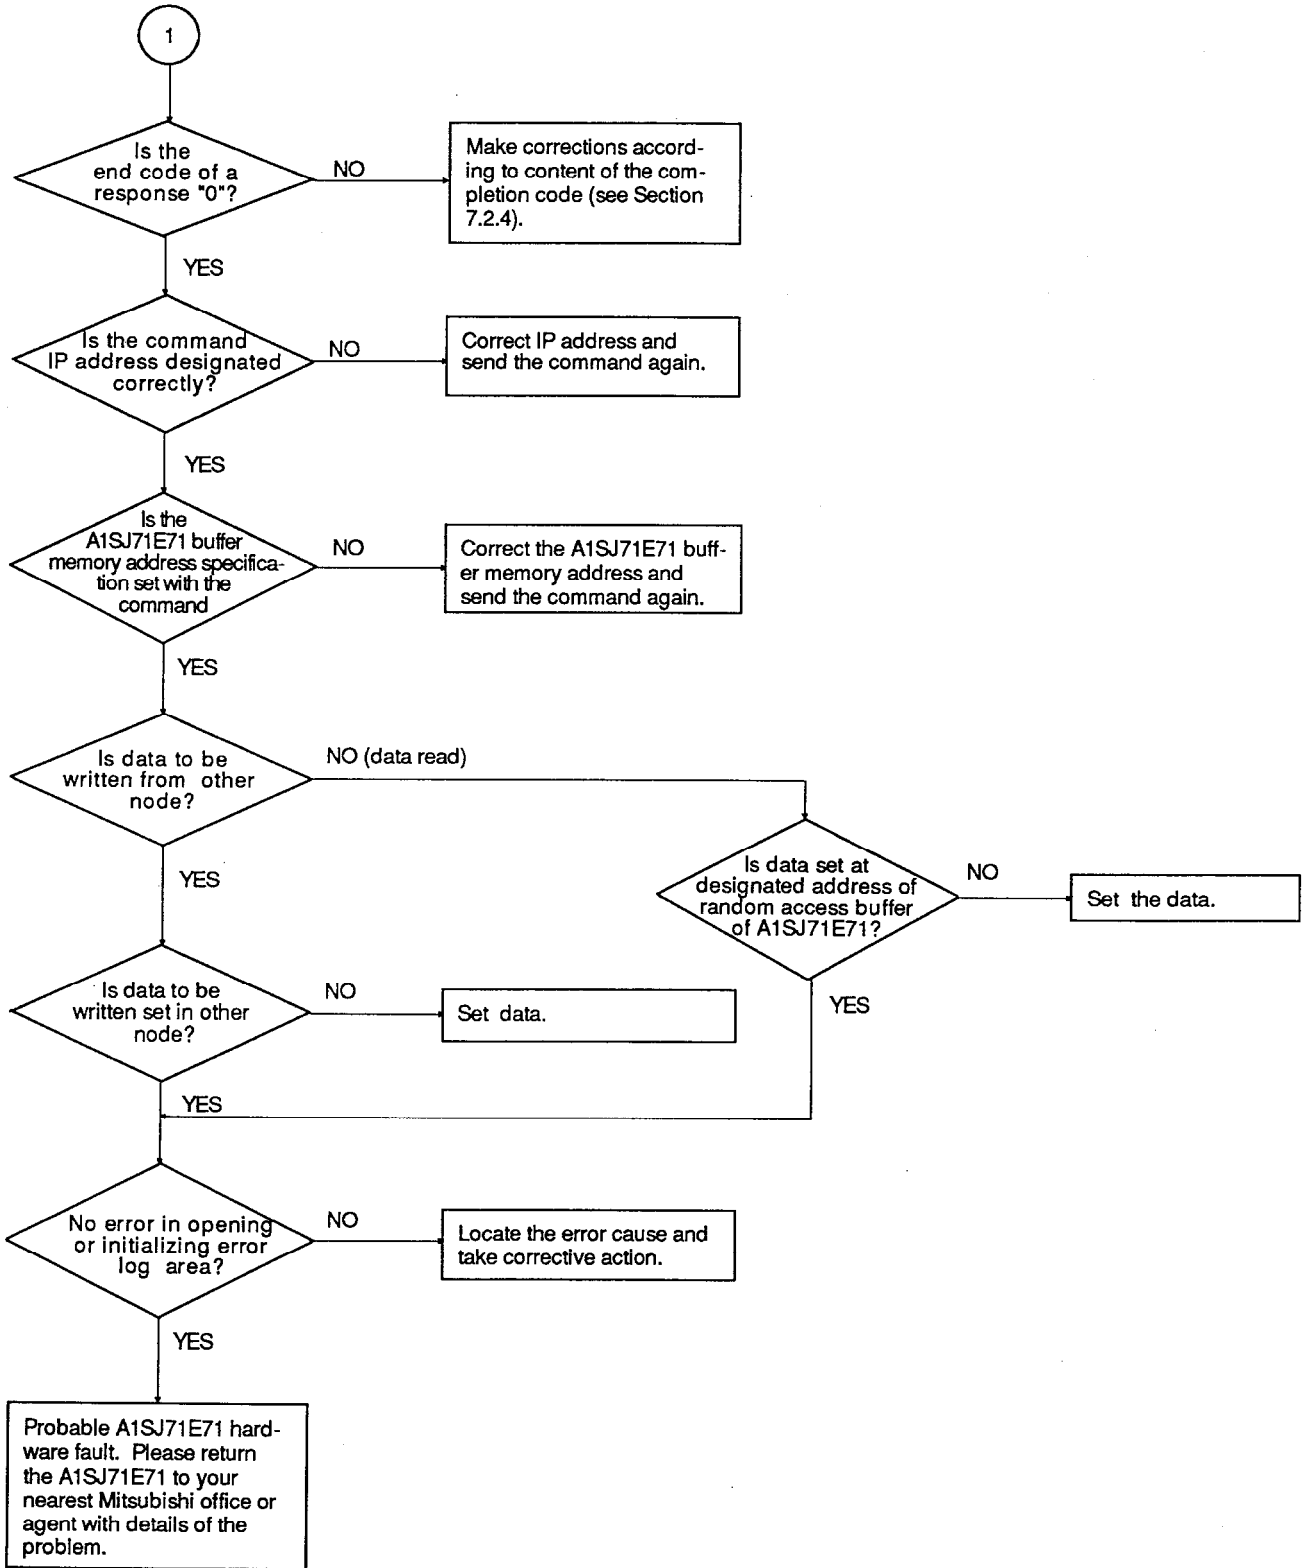 1
Is the
end code of a
response "0"?
NO
Make corrections accord-
ing to content of the com-
pletion code (see Section
7.2.4).
YES
Is the command
IP address designated
correctly?
NO
Correct IP address and
send the command again.
YES
Is the
A1SJ71E71 buffer
memory address specifica-
tion set with the
command
NO
Correct the A1SJ71E71 buff-
er memory address and
send the command again.
YES
Is data to be
written from other
node?
NO (data read)
YES
Is data set at
designated address of
random access buffer
of A1SJ71E71?
NO
Set the data.
YES
Is data to be
written set in other
node?
NO
Set data.
YES
No error in opening
or initializing error
log area?
NO
Locate the error cause and
take corrective action.
YES
Probable A1SJ71E71 hard-
ware fault. Please return
the A1SJ71E71 to your
nearest Mitsubishi office or
agent with details of the
problem.